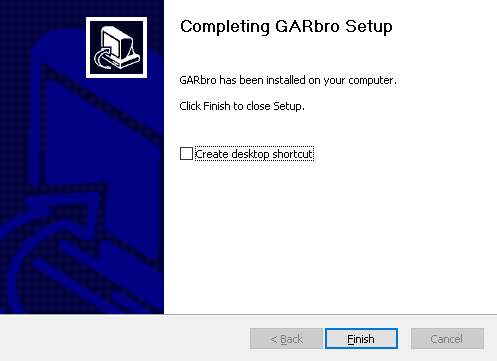 Completing GARbro Setup
GARbro has been installed on your computer.
Click Finish to close Setup.
Create desktop shortcut
< Back
Finish
Cancel